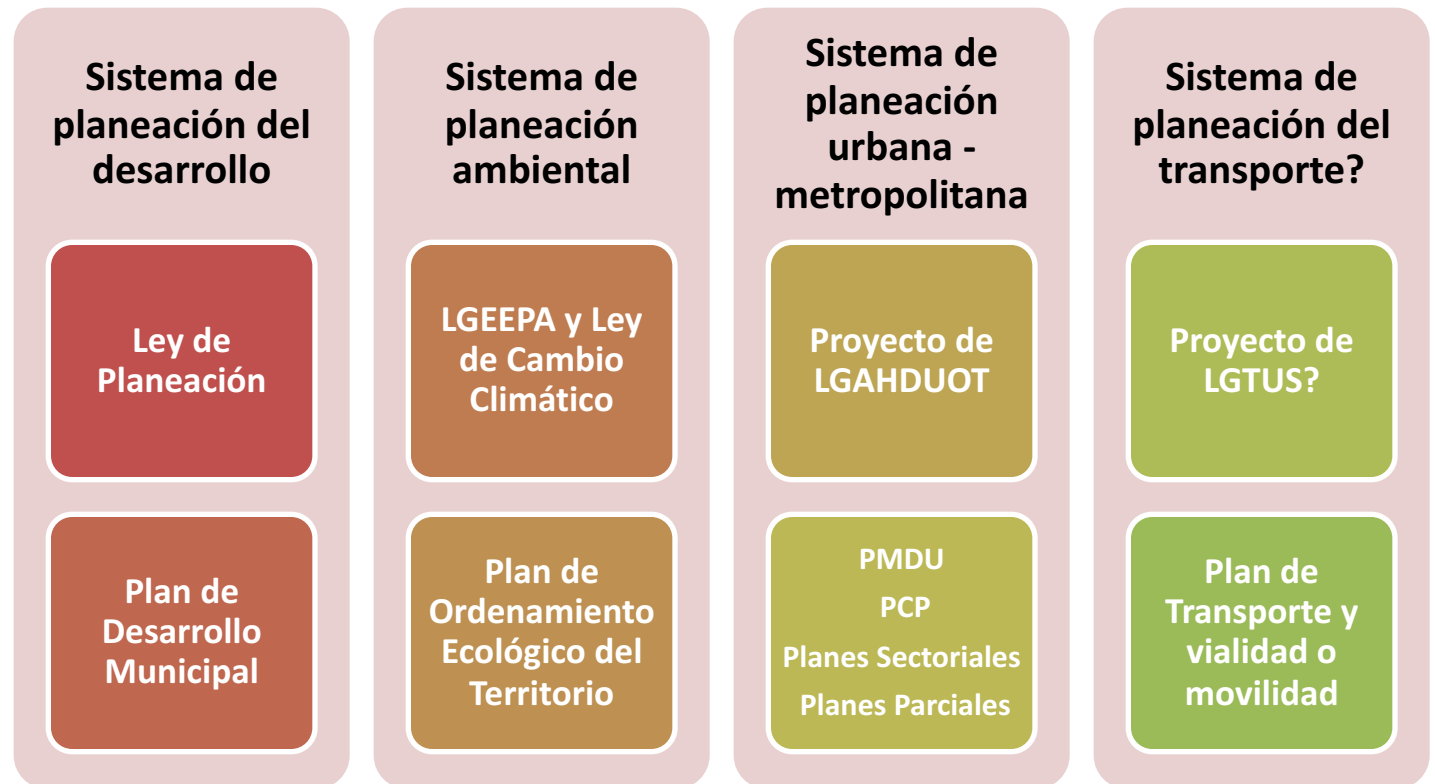 Sistema de
planeación del
desarrollo
Ley de
Planeación
Plan de
Desarrollo
Municipal
Sistema de
planeación
ambiental
LGEEPA y Ley
de Cambio
Climático
Plan de
Ordenamiento
Ecológico del
Territorio
Sistema de
planeación
urbana -
metropolitana
Proyecto de
LGAHDUOT
PMDU
PCP
Planes Sectoriales
Planes Parciales
Sistema de
planeación del
transporte?
Proyecto de
LGTUS?
Plan de
Transporte y
vialidad o
movilidad